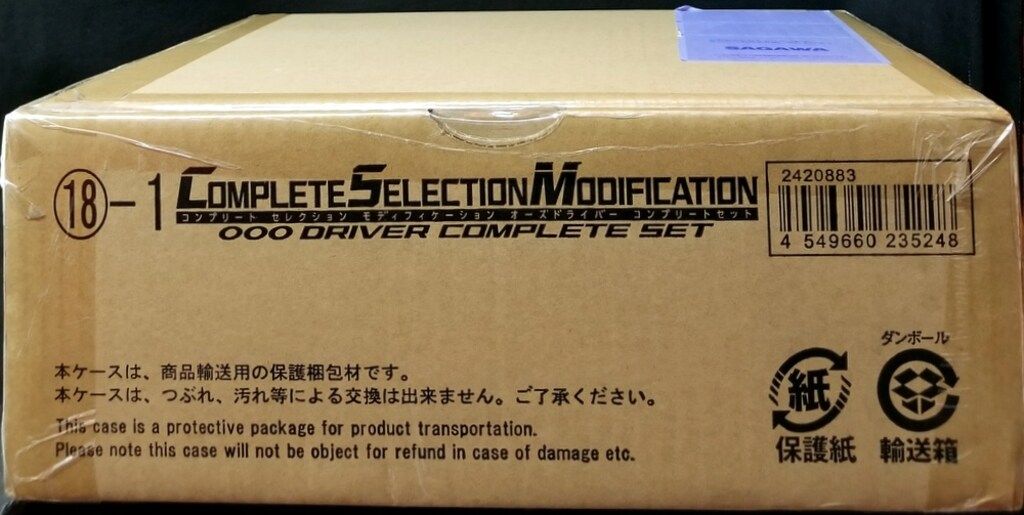 SAGAWA
⑱-1
COMPLETE SELECTION MODIFICATION
コンプリート セレクション モディフィケーション オーズドライバー コンプリートセット
OOO DRIVER COMPLETE SET
2420883
4 549660 235248
本ケースは、商品輸送用の保護梱包材です。
本ケースは、つぶれ、汚れ等による交換は出来ません。ご了承ください。
This case is a protective package for product transportation.
Please note this case will not be object for refund in case of damage etc.
紙
保護紙
ダンボール
輸送箱